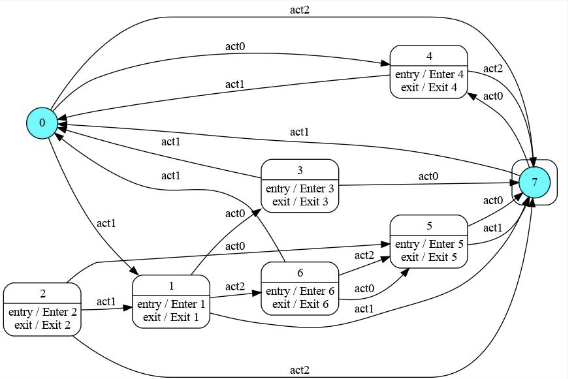 act2
act0
4
entry / Enter 4
exit / Exit 4
act2
act1
act0
0
act1
act1
3
entry / Enter 3
exit / Exit 3
act0
7
act1
act1
act0
5
entry / Enter 5
exit / Exit 5
act0
act1
act0
6
entry / Enter 6
exit / Exit 6
act2
act0
1
entry / Enter 1
exit / Exit 1
act2
act1
2
entry / Enter 2
exit / Exit 2
act1
act2